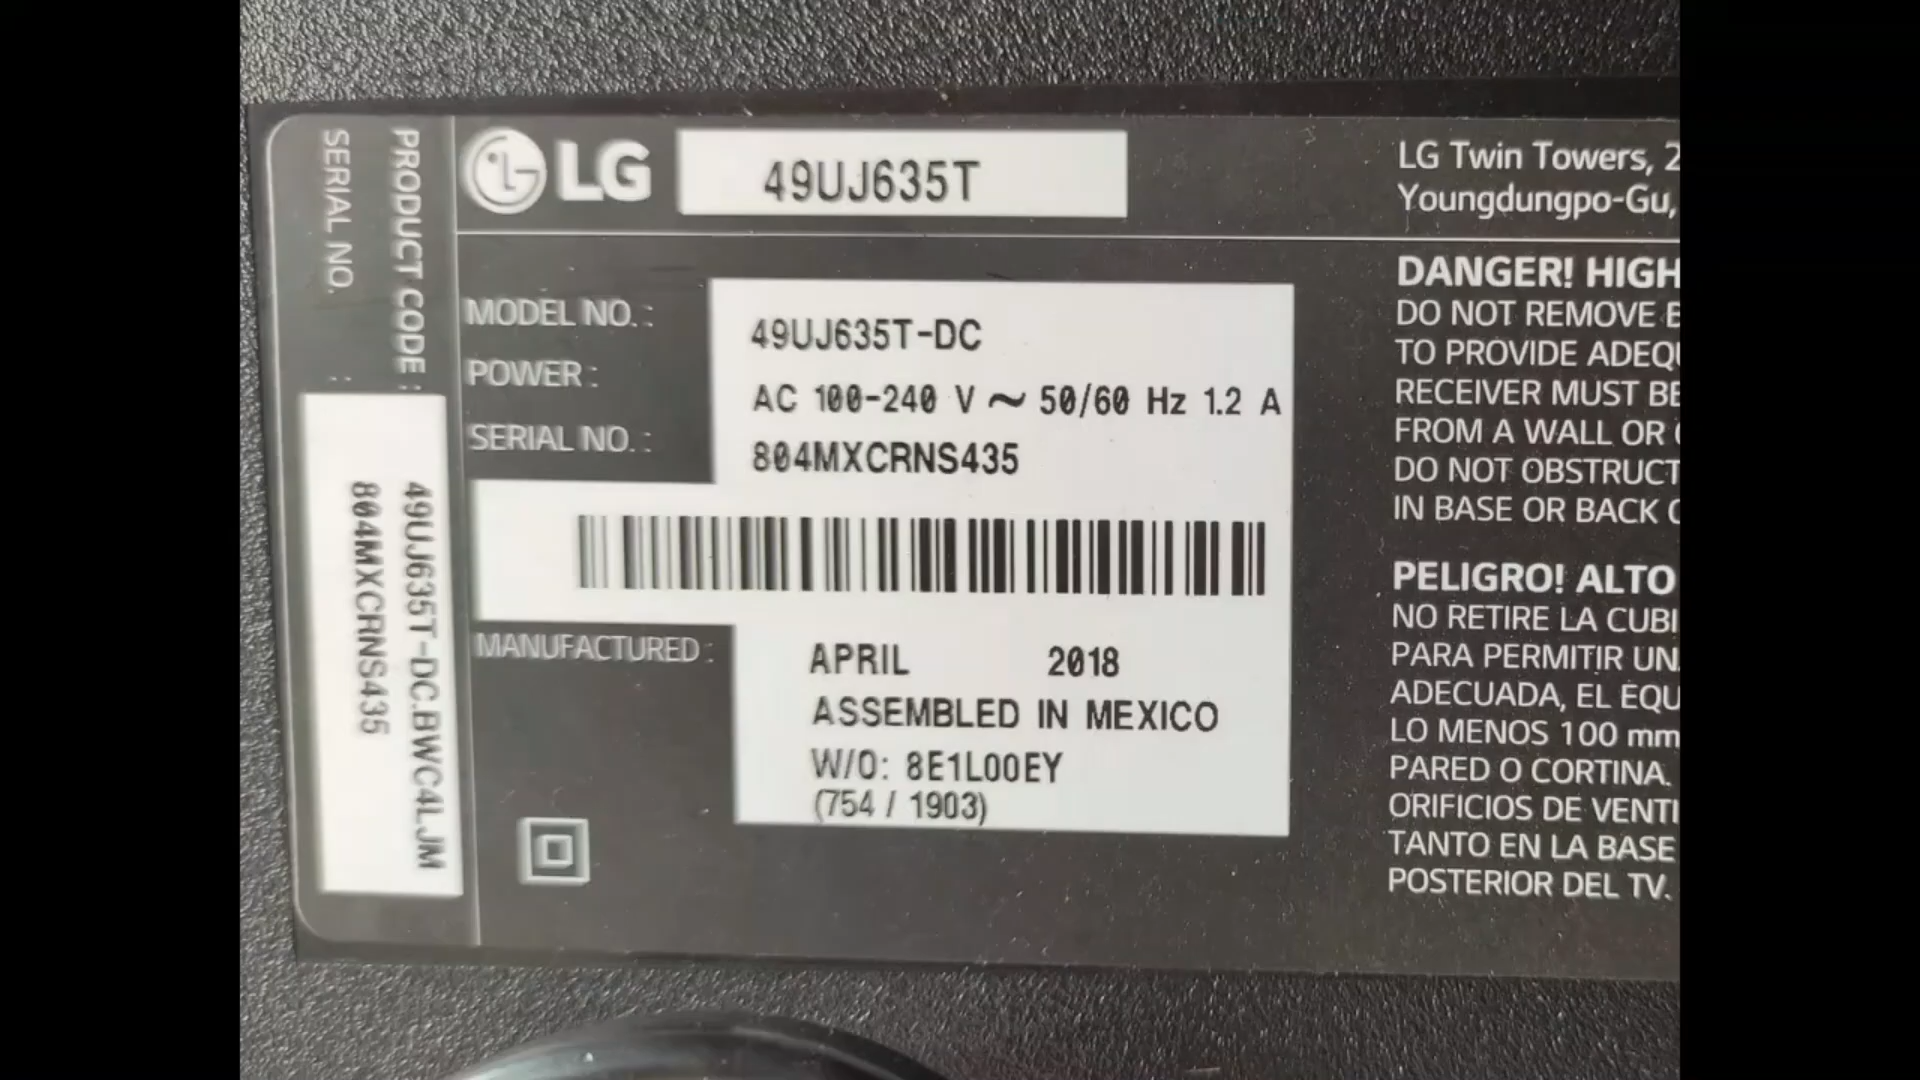 PRODUCT CODE :
SERIAL NO. :
49UJ635T-DC.BWC4LJM
804MXCRNS435
LG
49UJ635T
MODEL NO. :
49UJ635T-DC
POWER :
AC 100-240 V ~ 50/60 Hz 1.2 A
SERIAL NO. :
804MXCRNS435
MANUFACTURED :
APRIL 2018
ASSEMBLED IN MEXICO
W/O: 8E1L00EY
(754 / 1903)
LG Twin Towers, 2
Youngdungpo-Gu,
DANGER! HIGH
DO NOT REMOVE
TO PROVIDE
RECEIVER MUST BE
FROM A WALL OR
DO NOT OBSTRUCT
IN BASE OR BACK
PELIGRO! ALTO
NO RETIRE LA
PARA PERMITIR UN
ADECUADA, EL
LO MENOS 100 mm
PARED O CORTINA.
ORIFICIOS DE
TANTO EN LA BASE
POSTERIOR DEL TV.